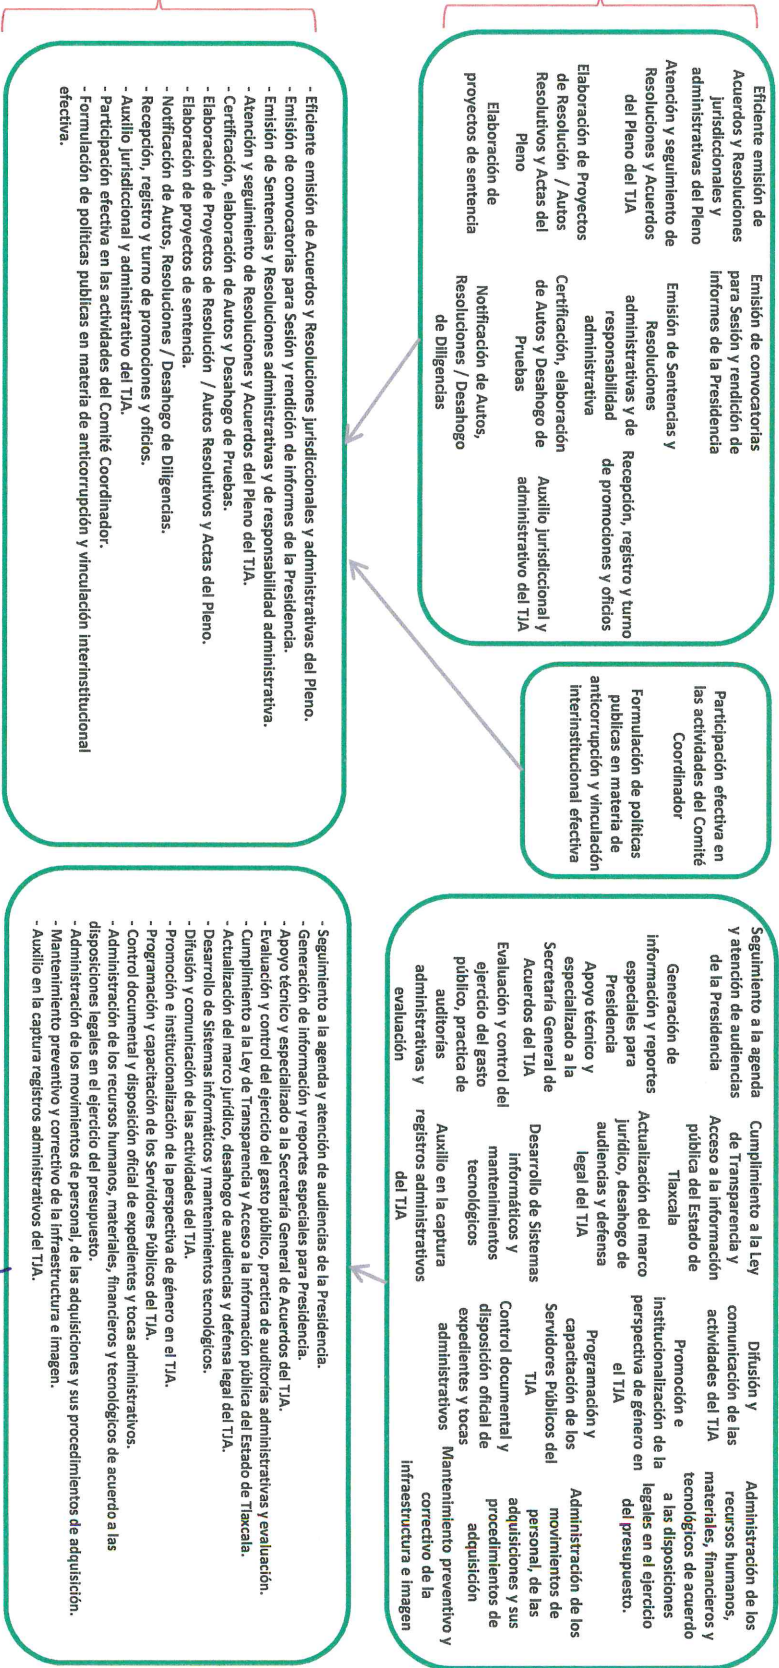 Eficiente emisión de
Acuerdos y Resoluciones
jurisdiccionales y
administrativas del Pleno
Atención y seguimiento de
Resoluciones y Acuerdos
del Pleno del TJA
Elaboración de Proyectos
de Resolución / Autos
Resolutivos y Actas del
Pleno
Elaboración de
proyectos de sentencia
Emisión de convocatorias
para Sesión y rendición de
informes de la Presidencia
Emisión de Sentencias y
Resoluciones
administrativas y de
responsabilidad
administrativa
Certificación, elaboración
de Autos y Desahogo de
Pruebas
Notificación de Autos,
Resoluciones / Desahogo
de Diligencias
Recepción, registro y turno
de promociones y oficios
Auxilio jurisdiccional y
administrativo del TJA
Participación efectiva en
las actividades del Comité
Coordinador
Formulación de políticas
publicas en materia de
anticorrupción y vinculación
interinstitucional efectiva
Seguimiento a la agenda
y atención de audiencias
de la Presidencia
Generación de
información y reportes
especiales para
Presidencia
Apoyo técnico y
especializado a la
Secretaría General de
Acuerdos del TJA
Evaluación y control del
ejercicio del gasto
público, practica de
auditorías
administrativas y
evaluación
Cumplimiento a la Ley
de Transparencia y
Acceso a la información
pública del Estado de
Tlaxcala
Actualización del marco
jurídico, desahogo de
audiencias y defensa
legal del TJA
Desarrollo de Sistemas
informáticos y
mantenimientos
tecnológicos
Auxilio en la captura
registros administrativos
del TJA
Difusión y
comunicación de las
actividades del TJA
Promoción e
institucionalización de la
perspectiva de género en
el TJA
Programación y
capacitación de los
Servidores Públicos del
TJA
Control documental y
disposición oficial de
expedientes y tocas
administrativos
Administración de los
recursos humanos,
materiales, financieros y
tecnológicos de acuerdo
a las disposiciones
legales en el ejercicio
del presupuesto.
Administración de los
movimientos de
personal, de las
adquisiciones y sus
procedimientos de
adquisición
Mantenimiento preventivo y
correctivo de la
infraestructura e imagen
- Eficiente emisión de Acuerdos y Resoluciones jurisdiccionales y administrativas del Pleno.
- Emisión de convocatorias para Sesión y rendición de informes de la Presidencia.
- Emisión de Sentencias y Resoluciones administrativas y de responsabilidad administrativa.
- Atención y seguimiento de Resoluciones y Acuerdos del Pleno del TJA.
- Certificación, elaboración de Autos y Desahogo de Pruebas.
- Elaboración de Proyectos de Resolución / Autos Resolutivos y Actas del Pleno.
- Elaboración de proyectos de sentencia.
- Notificación de Autos, Resoluciones / Desahogo de Diligencias.
- Recepción, registro y turno de promociones y oficios.
- Auxilio jurisdiccional y administrativo del TJA.
- Participación efectiva en las actividades del Comité Coordinador.
- Formulación de políticas publicas en materia de anticorrupción y vinculación interinstitucional
efectiva.
- Seguimiento a la agenda y atención de audiencias de la Presidencia.
- Generación de información y reportes especiales para Presidencia.
- Apoyo técnico y especializado a la Secretaría General de Acuerdos del TJA.
- Evaluación y control del ejercicio del gasto público, practica de auditorías administrativas y evaluación.
- Cumplimiento a la Ley de Transparencia y Acceso a la información pública del Estado de Tlaxcala.
- Actualización del marco jurídico, desahogo de audiencias y defensa legal del TJA.
- Desarrollo de Sistemas informáticos y mantenimientos tecnológicos.
- Difusión y comunicación de las actividades del TJA.
- Promoción e institucionalización de la perspectiva de género en el TJA.
- Programación y capacitación de los Servidores Públicos del TJA.
- Control documental y disposición oficial de expedientes y tocas administrativos.
- Administración de los recursos humanos, materiales, financieros y tecnológicos de acuerdo a las
disposiciones legales en el ejercicio del presupuesto.
- Administración de los movimientos de personal, de las adquisiciones y sus procedimientos de adquisición.
- Mantenimiento preventivo y correctivo de la infraestructura e imagen.
- Auxilio en la captura registros administrativos del TJA.